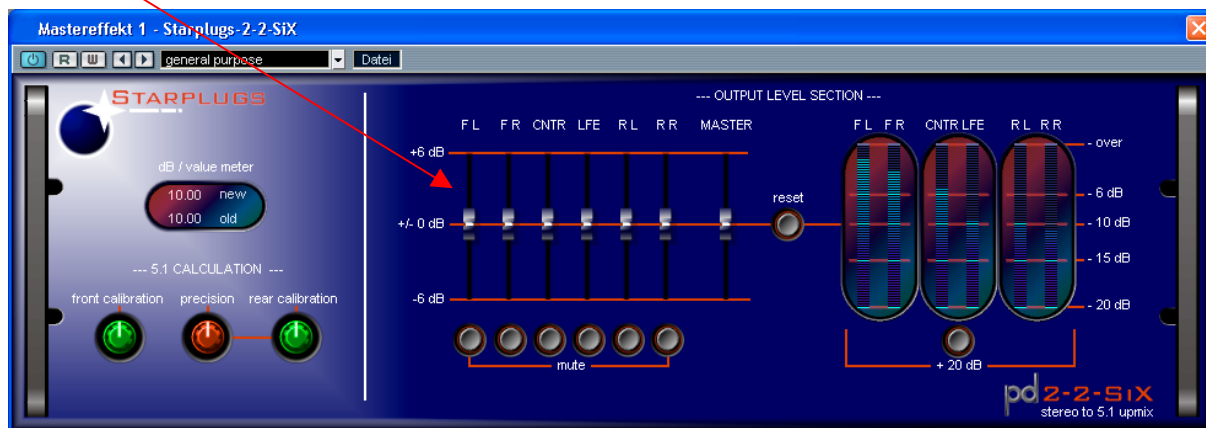 Mastereffekt 1 - Starplugs-2-2-SiX
R W general purpose Datei
STARPLUGS
--- OUTPUT LEVEL SECTION ---
F L F R CNTR LFE R L R R MASTER
F L F R CNTR LFE R L R R
+6 dB
- over
dB / value meter
10.00 new
10.00 old
reset
- 6 dB
+/- 0 dB
- 10 dB
--- 5.1 CALCULATION ---
- 15 dB
front calibration precision rear calibration
-6 dB
- 20 dB
mute
+ 20 dB
pd 2-2-SiX
stereo to 5.1 upmix